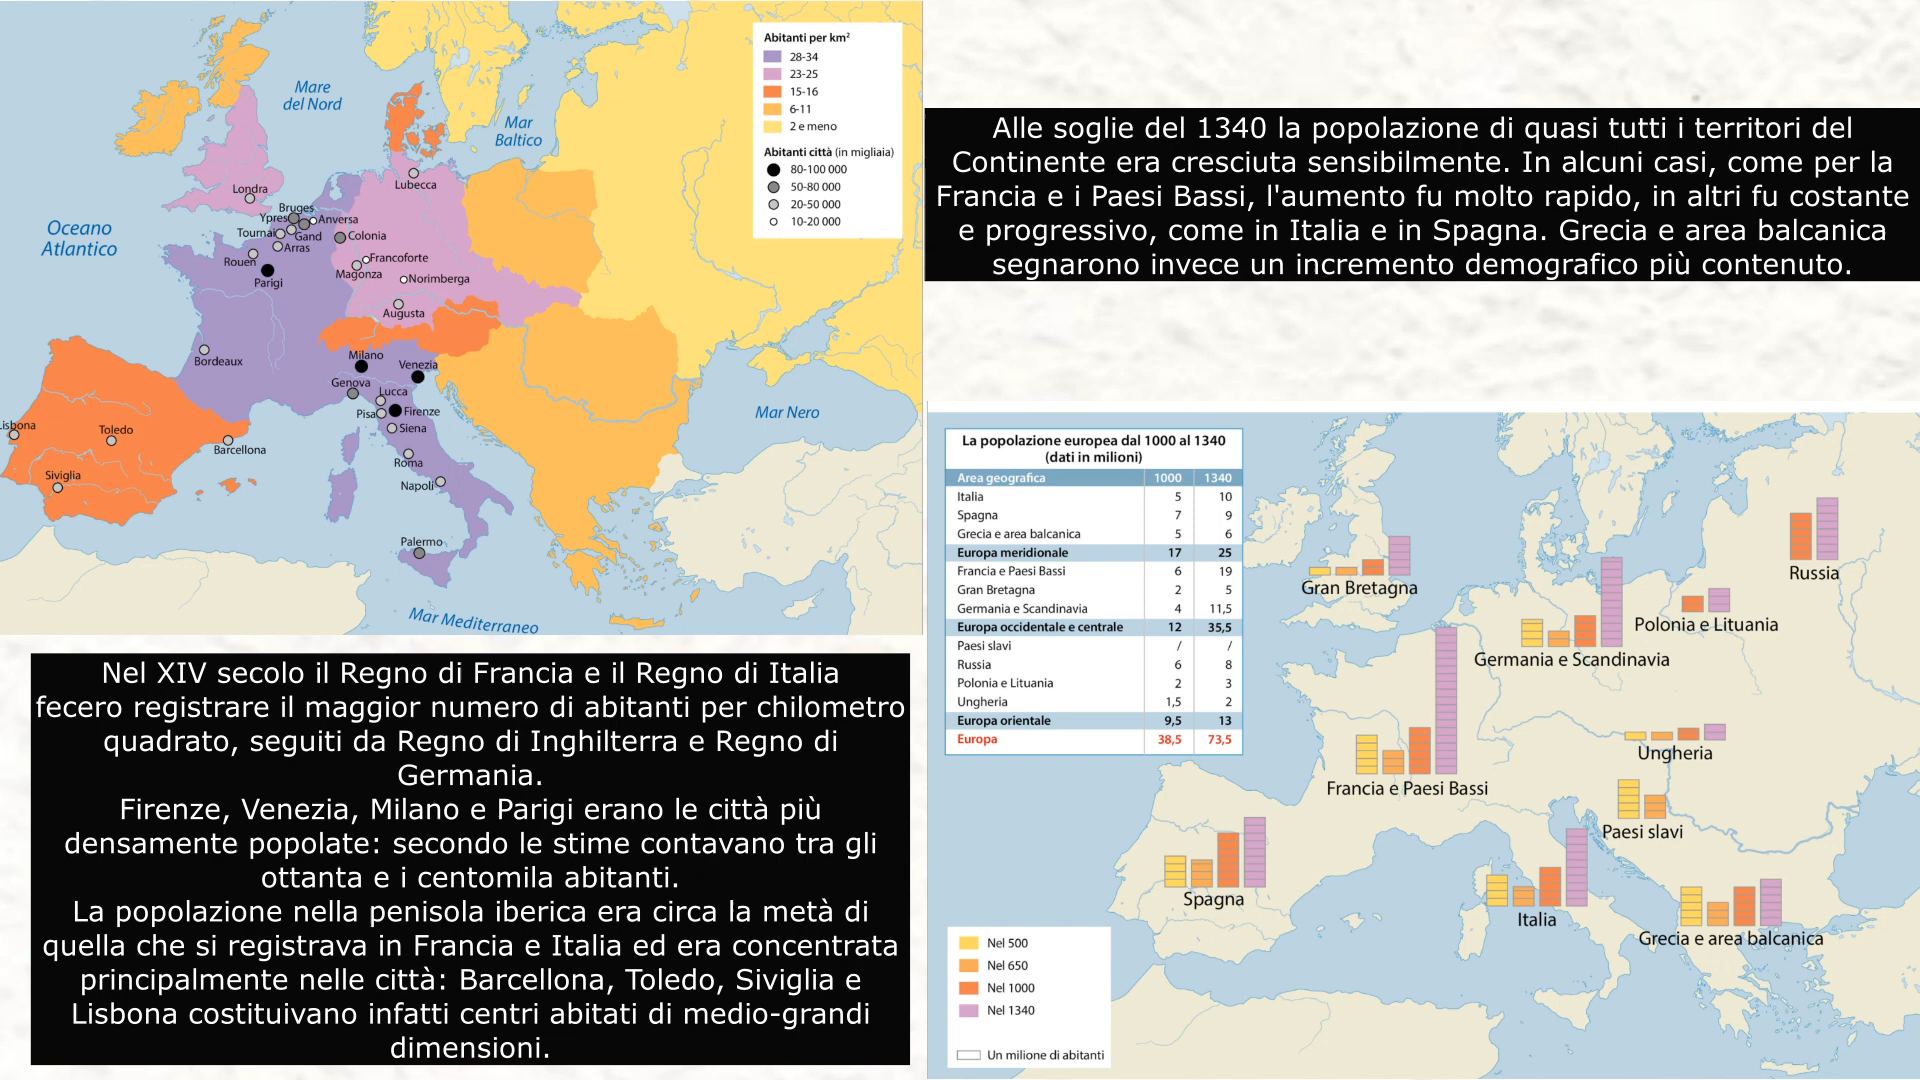 Abitanti per km²
28-34
23-25
15-16
6-11
2 e meno
Abitanti città (in migliaia)
80-100 000
50-80 000
20-50 000
10-20 000
Mare
del Nord
Mar
Baltico
Oceano
Atlantico
Mar Nero
Mar Mediterraneo
Londra
Lubecca
Bruges
Ypres
Anversa
Tournai
Gand
Colonia
Arras
Rouen
Francoforte
Magonza
Parigi
Norimberga
Augusta
Bordeaux
Milano
Venezia
Genova
Lucca
Pisa
Firenze
Siena
Lisbona
Toledo
Barcellona
Siviglia
Roma
Napoli
Palermo
Alle soglie del 1340 la popolazione di quasi tutti i territori del
Continente era cresciuta sensibilmente. In alcuni casi, come per la
Francia e i Paesi Bassi, l'aumento fu molto rapido, in altri fu costante
e progressivo, come in Italia e in Spagna. Grecia e area balcanica
segnarono invece un incremento demografico più contenuto.
Nel XIV secolo il Regno di Francia e il Regno di Italia
fecero registrare il maggior numero di abitanti per chilometro
quadrato, seguiti da Regno di Inghilterra e Regno di
Germania.
Firenze, Venezia, Milano e Parigi erano le città più
densamente popolate: secondo le stime contavano tra gli
ottanta e i centomila abitanti.
La popolazione nella penisola iberica era circa la metà di
quella che si registrava in Francia e Italia ed era concentrata
principalmente nelle città: Barcellona, Toledo, Siviglia e
Lisbona costituivano infatti centri abitati di medio-grandi
dimensioni.
La popolazione europea dal 1000 al 1340
(dati in milioni)
Area geografica 1000 1340
Italia 5 10
Spagna 7 9
Grecia e area balcanica 5 6
Europa meridionale 17 25
Francia e Paesi Bassi 6 19
Gran Bretagna 2 5
Germania e Scandinavia 4 11,5
Europa occidentale e centrale 12 35,5
Paesi slavi / /
Russia 6 8
Polonia e Lituania 2 3
Ungheria 1,5 2
Europa orientale 9,5 13
Europa 38,5 73,5
Gran Bretagna
Russia
Polonia e Lituania
Germania e Scandinavia
Ungheria
Francia e Paesi Bassi
Paesi slavi
Spagna
Italia
Grecia e area balcanica
Nel 500
Nel 650
Nel 1000
Nel 1340
Un milione di abitanti